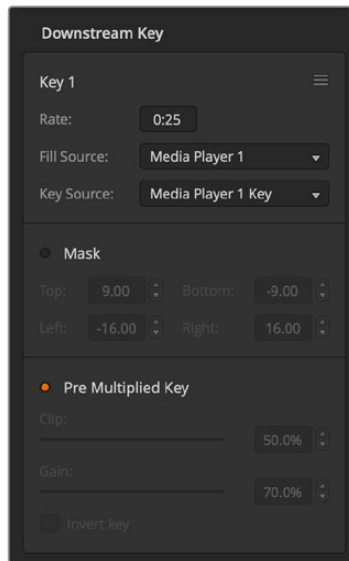 Downstream Key
Key 1
Rate: 0:25
Fill Source: Media Player 1
Key Source: Media Player 1 Key
Mask
Top: 9.00 Bottom: -9.00
Left: -16.00 Right: 16.00
Pre Multiplied Key
Clip:
50.0%
Gain:
70.0%
Invert key